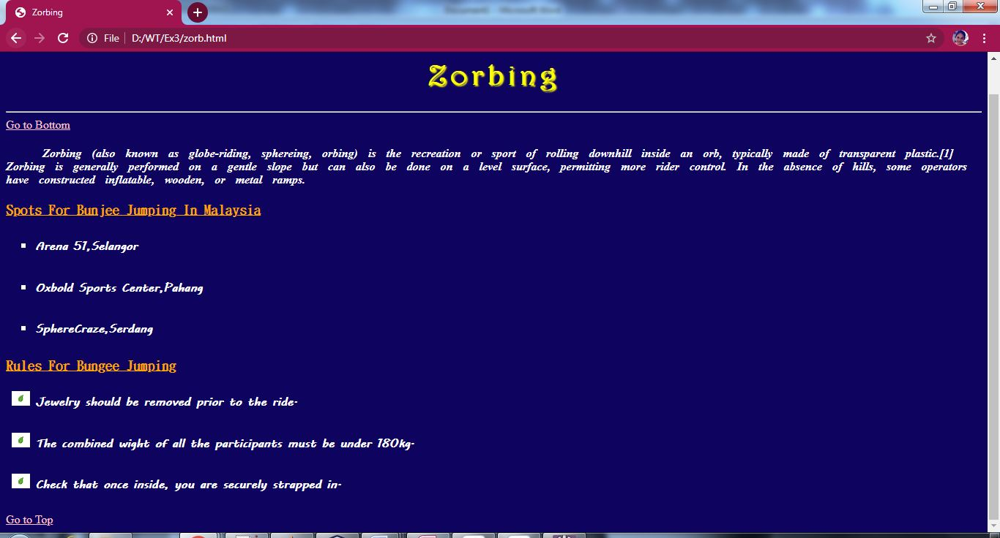 Zorbing
File
D:/WT/Ex3/zorb.html
Zorbing
Go to Bottom
Zorbing (also known as globe-riding, sphereing, orbing) is the recreation or sport of rolling downhill inside an orb, typically made of transparent plastic.[1]
Zorbing is generally performed on a gentle slope but can also be done on a level surface, permitting more rider control. In the absence of hills, some operators
have constructed inflatable, wooden, or metal ramps.
Spots For Bunjee Jumping In Malaysia
Arena 51,Selangor
Oxbold Sports Center,Pahang
SphereCraze,Serdang
Rules For Bungee Jumping
Jewelry should be removed prior to the ride.
The combined wight of all the participants must be under 180kg.
Check that once inside, you are securely strapped in.
Go to Top